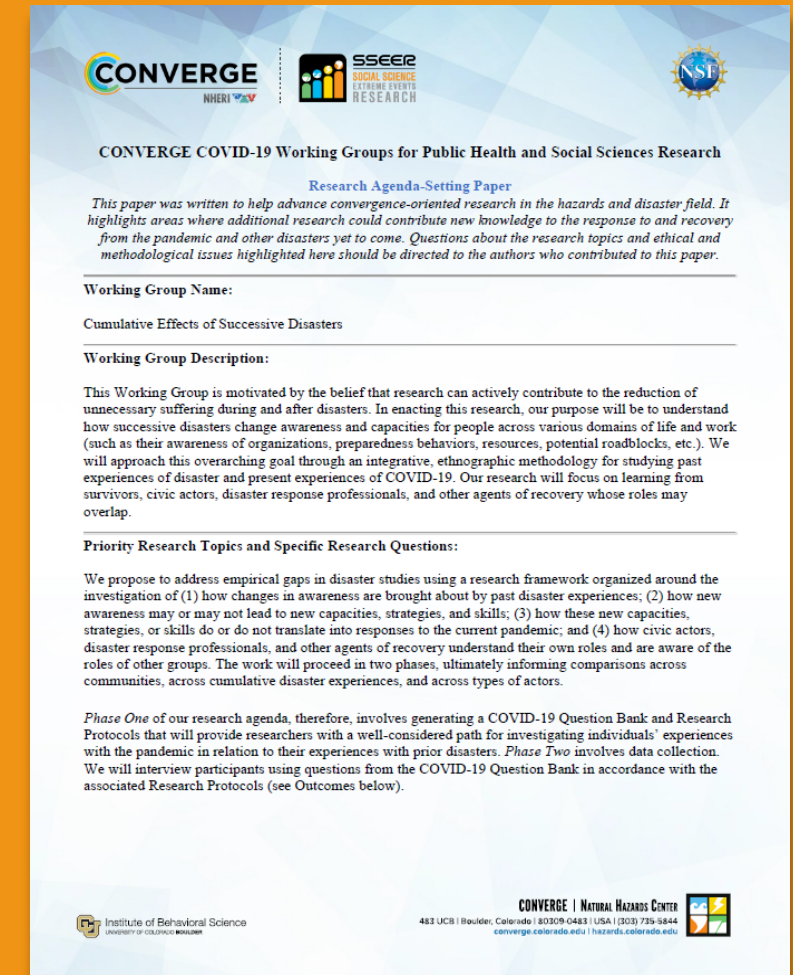 CONVERGE
NHERI
SSEER
SOCIAL SCIENCE
EXTREME EVENTS
RESEARCH
NSF
CONVERGE COVID-19 Working Groups for Public Health and Social Sciences Research
Research Agenda-Setting Paper
This paper was written to help advance convergence-oriented research in the hazards and disaster field. It
highlights areas where additional research could contribute new knowledge to the response to and recovery
from the pandemic and other disasters yet to come. Questions about the research topics and ethical and
methodological issues highlighted here should be directed to the authors who contributed to this paper.
Working Group Name:
Cumulative Effects of Successive Disasters
Working Group Description:
This Working Group is motivated by the belief that research can actively contribute to the reduction of
unnecessary suffering during and after disasters. In enacting this research, our purpose will be to understand
how successive disasters change awareness and capacities for people across various domains of life and work
(such as their awareness of organizations, preparedness behaviors, resources, potential roadblocks, etc.). We
will approach this overarching goal through an integrative, ethnographic methodology for studying past
experiences of disaster and present experiences of COVID-19. Our research will focus on learning from
survivors, civic actors, disaster response professionals, and other agents of recovery whose roles may
overlap.
Priority Research Topics and Specific Research Questions:
We propose to address empirical gaps in disaster studies using a research framework organized around the
investigation of (1) how changes in awareness are brought about by past disaster experiences; (2) how new
awareness may or may not lead to new capacities, strategies, and skills; (3) how these new capacities,
strategies, or skills do or do not translate into responses to the current pandemic; and (4) how civic actors,
disaster response professionals, and other agents of recovery understand their own roles and are aware of the
roles of other groups. The work will proceed in two phases, ultimately informing comparisons across
communities, across cumulative disaster experiences, and across types of actors.
Phase One of our research agenda, therefore, involves generating a COVID-19 Question Bank and Research
Protocols that will provide researchers with a well-considered path for investigating individuals' experiences
with the pandemic in relation to their experiences with prior disasters. Phase Two involves data collection.
We will interview participants using questions from the COVID-19 Question Bank in accordance with the
associated Research Protocols (see Outcomes below).
Institute of Behavioral Science
UNIVERSITY OF COLORADO BOULDER
CONVERGE | NATURAL HAZARDS CENTER
483 UCB | Boulder, Colorado | 80309-0483 | USA | (303) 735-5844
converge.colorado.edu | hazards.colorado.edu